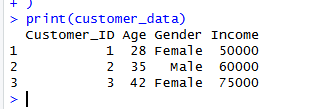 + )
> print(customer_data)
  Customer_ID Age Gender Income
1           1  28 Female  50000
2           2  35   Male  60000
3           3  42 Female  75000
>